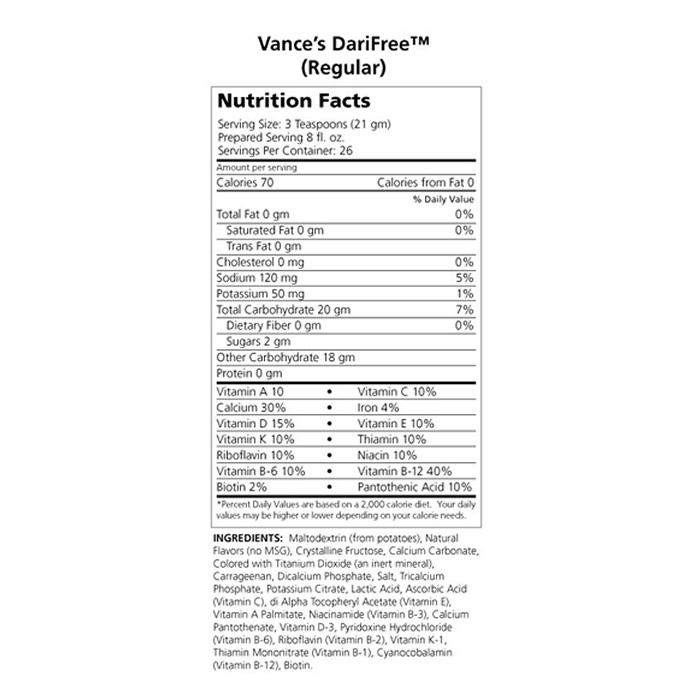 Vance's DariFree™
(Regular)
Nutrition Facts
Serving Size: 3 Teaspoons (21 gm)
Prepared Serving 8 fl. oz.
Servings Per Container: 26
Amount per serving
Calories 70 Calories from Fat 0
% Daily Value
Total Fat 0 gm 0%
Saturated Fat 0 gm 0%
Trans Fat 0 gm
Cholesterol 0 mg 0%
Sodium 120 mg 5%
Potassium 50 mg 1%
Total Carbohydrate 20 gm 7%
Dietary Fiber 0 gm 0%
Sugars 2 gm
Other Carbohydrate 18 gm
Protein 0 gm
Vitamin A 10 • Vitamin C 10%
Calcium 30% • Iron 4%
Vitamin D 15% • Vitamin E 10%
Vitamin K 10% • Thiamin 10%
Riboflavin 10% • Niacin 10%
Vitamin B-6 10% • Vitamin B-12 40%
Biotin 2% • Pantothenic Acid 10%
*Percent Daily Values are based on a 2,000 calorie diet. Your daily
values may be higher or lower depending on your calorie needs.
INGREDIENTS: Maltodextrin (from potatoes), Natural
Flavors (no MSG), Crystalline Fructose, Calcium Carbonate,
Colored with Titanium Dioxide (an inert mineral),
Carrageenan, Dicalcium Phosphate, Salt, Tricalcium
Phosphate, Potassium Citrate, Lactic Acid, Ascorbic Acid
(Vitamin C), di Alpha Tocopheryl Acetate (Vitamin E),
Vitamin A Palmitate, Niacinamide (Vitamin B-3), Calcium
Pantothenate, Vitamin D-3, Pyridoxine Hydrochloride
(Vitamin B-6), Riboflavin (Vitamin B-2), Vitamin K-1,
Thiamin Mononitrate (Vitamin B-1), Cyanocobalamin
(Vitamin B-12), Biotin.